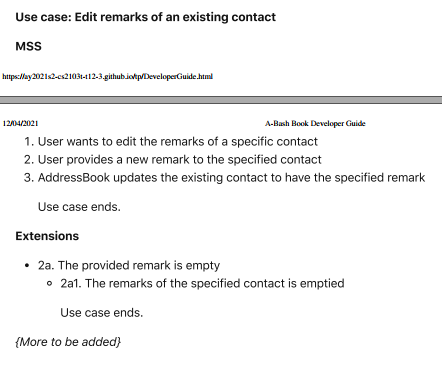 Use case: Edit remarks of an existing contact
MSS
https://ay2021s2-cs2103t-t12-3.github.io/tp/DeveloperGuide.html
12/04/2021 A-Bash Book Developer Guide
1. User wants to edit the remarks of a specific contact
2. User provides a new remark to the specified contact
3. AddressBook updates the existing contact to have the specified remark
Use case ends.
Extensions
• 2a. The provided remark is empty
◦ 2a1. The remarks of the specified contact is emptied
Use case ends.
{More to be added}